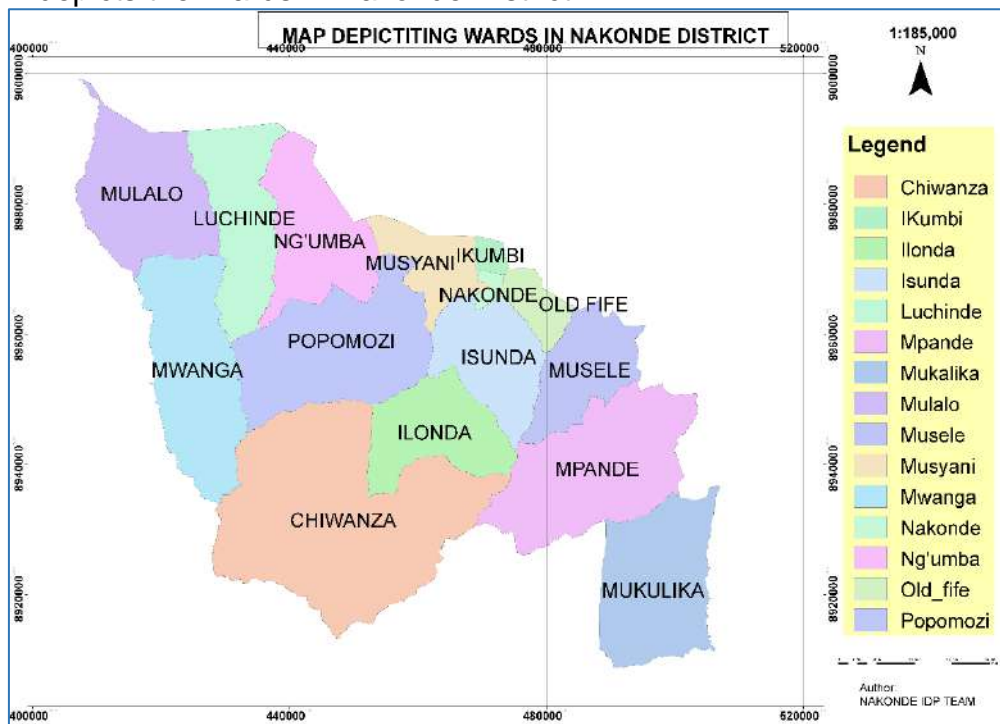 MAP DEPICTITING WARDS IN NAKONDE DISTRICT
1:185,000
N
400000 440000 480000 520000
9000000 9000000
8980000 8980000
8960000 8960000
8940000 8940000
8920000 8920000
MULALO
LUCHINDE
NG'UMBA
MUSYANI
IKUMBI
NAKONDE
OLD FIFE
POPOMOZI
ISUNDA
MWANGA
MUSELE
ILONDA
MPANDE
CHIWANZA
MUKULIKA
400000 440000 480000 520000
Legend
Chiwanza
IKumbi
Ilonda
Isunda
Luchinde
Mpande
Mukalika
Mulalo
Musele
Musyani
Mwanga
Nakonde
Ng'umba
Old_fife
Popomozi
Author:
NAKONDE IDP TEAM